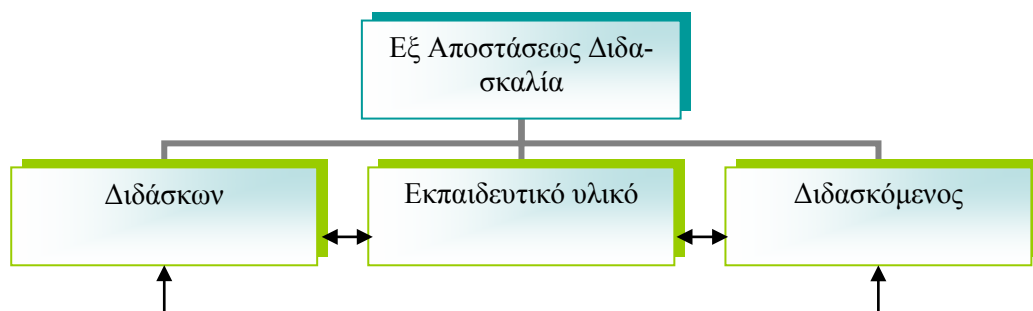 Εξ Αποστάσεως Διδα-
σκαλία
Διδάσκων
Εκπαιδευτικό υλικό
Διδασκόμενος